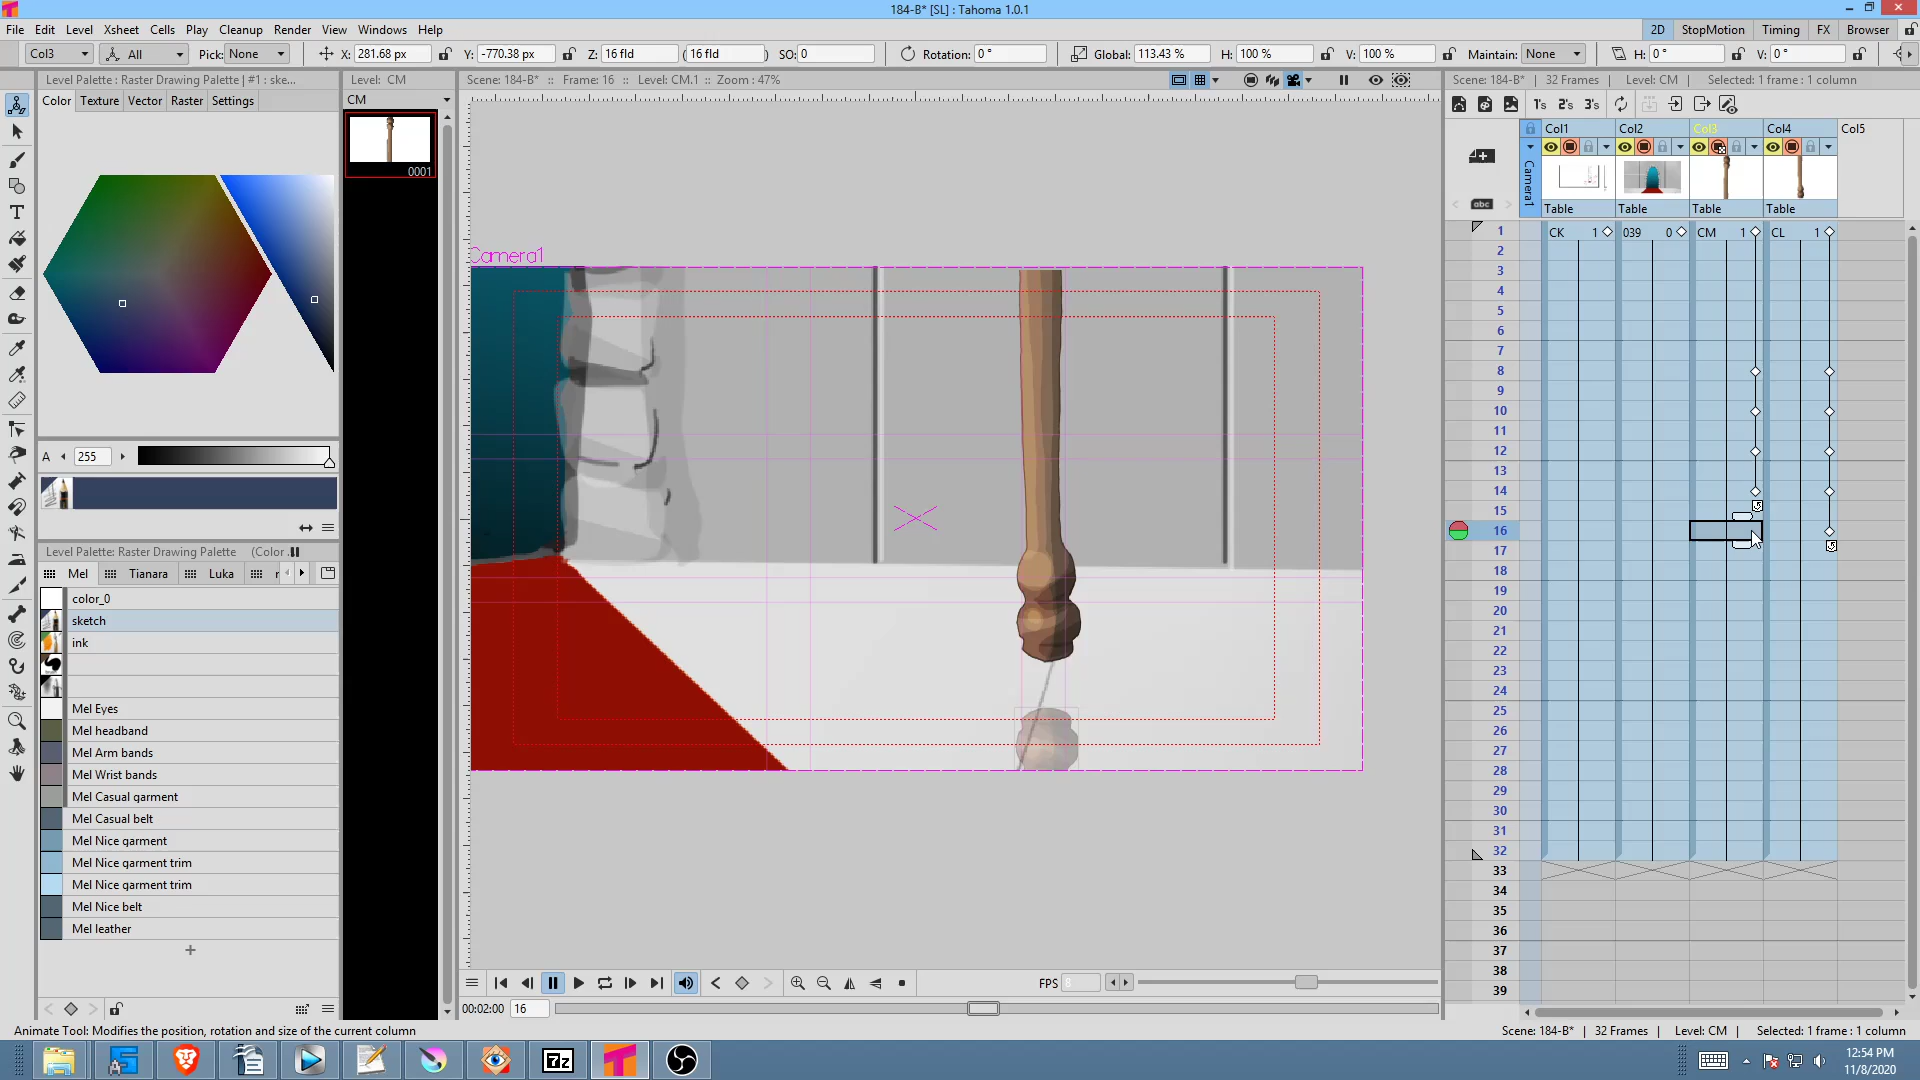 184-B* [SL] : Tahoma 1.0.1
File Edit Level Xsheet Cells Play Cleanup Render View Windows Help
2D StopMotion Timing FX Browser
Col3 All Pick: None X: 281.68 px Y: -770.38 px Z: 16 fld (16 fld ) SO: 0 Rotation: 0 ° Global: 113.43 % H: 100 % V: 100 % Maintain: None H: 0 ° V: 0 °
Level Palette : Raster Drawing Palette | #1 : ske...
Level: CM
Scene: 184-B* :: Frame: 16 :: Level: CM.1 :: Zoom : 47%
Scene: 184-B* | 32 Frames | Level: CM | Selected: 1 frame : 1 column
Color Texture Vector Raster Settings
CM
0001
1's 2's 3's
Col1 Col2 Col3 Col4 Col5
Camera1
abc
Table Table Table Table
CK 1 039 0 CM 1 CL 1
1
2
3
4
5
6
7
8
9
10
11
12
13
14
15
16
17
18
19
20
21
22
23
24
25
26
27
28
29
30
31
32
33
34
35
36
37
38
39
Camera1
A 255
Level Palette: Raster Drawing Palette (Color
Mel Tianara Luka
color_0
sketch
ink
Mel Eyes
Mel headband
Mel Arm bands
Mel Wrist bands
Mel Casual garment
Mel Casual belt
Mel Nice garment
Mel Nice garment trim
Mel Nice garment trim
Mel Nice belt
Mel leather
+
FPS 8
00:02:00 16
Animate Tool: Modifies the position, rotation and size of the current column
Scene: 184-B* | 32 Frames | Level: CM | Selected: 1 frame : 1 column
7z
12:54 PM
11/8/2020